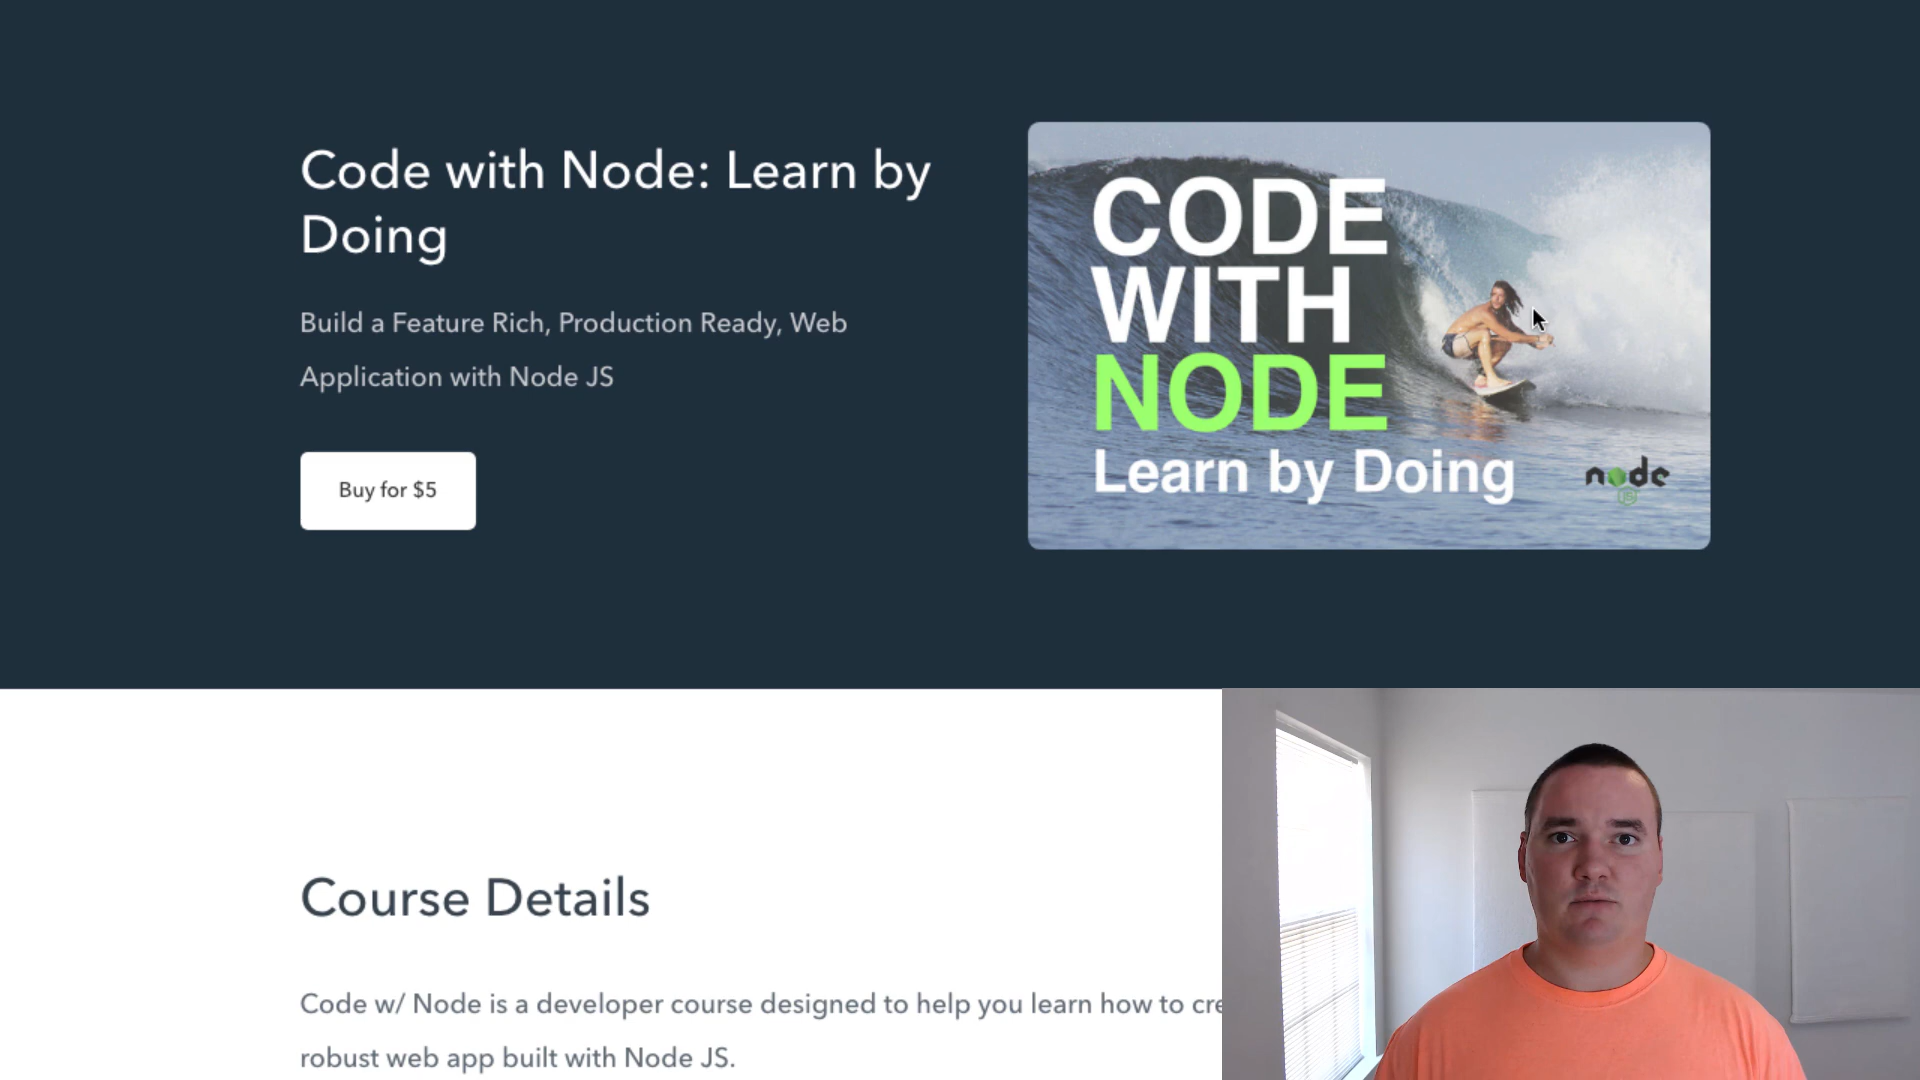 Code with Node: Learn by
Doing
Build a Feature Rich, Production Ready, Web
Application with Node JS
Buy for $5
CODE
WITH
NODE
Learn by Doing
node
JS
Course Details
Code w/ Node is a developer course designed to help you learn how to cre
robust web app built with Node JS.